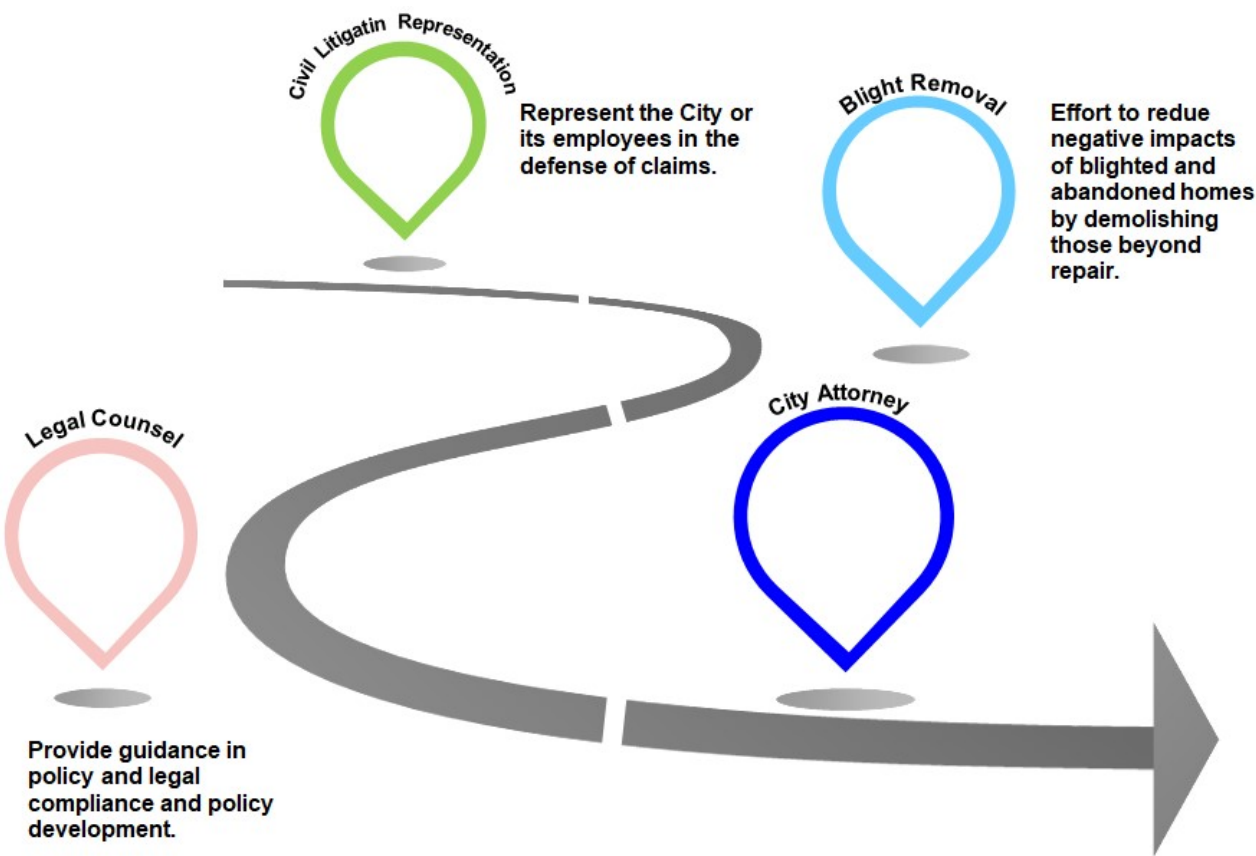 Civil Litigatin Representation
Represent the City or
its employees in the
defense of claims.
Blight Removal
Effort to redue
negative impacts
of blighted and
abandoned homes
by demolishing
those beyond
repair.
Legal Counsel
Provide guidance in
policy and legal
compliance and policy
development.
City Attorney